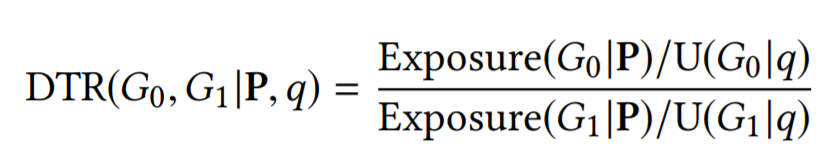 DTR(G₀, G₁|P, q) = Exposure(G₀|P)/U(G₀|q)
Exposure(G₁|P)/U(G₁|q)